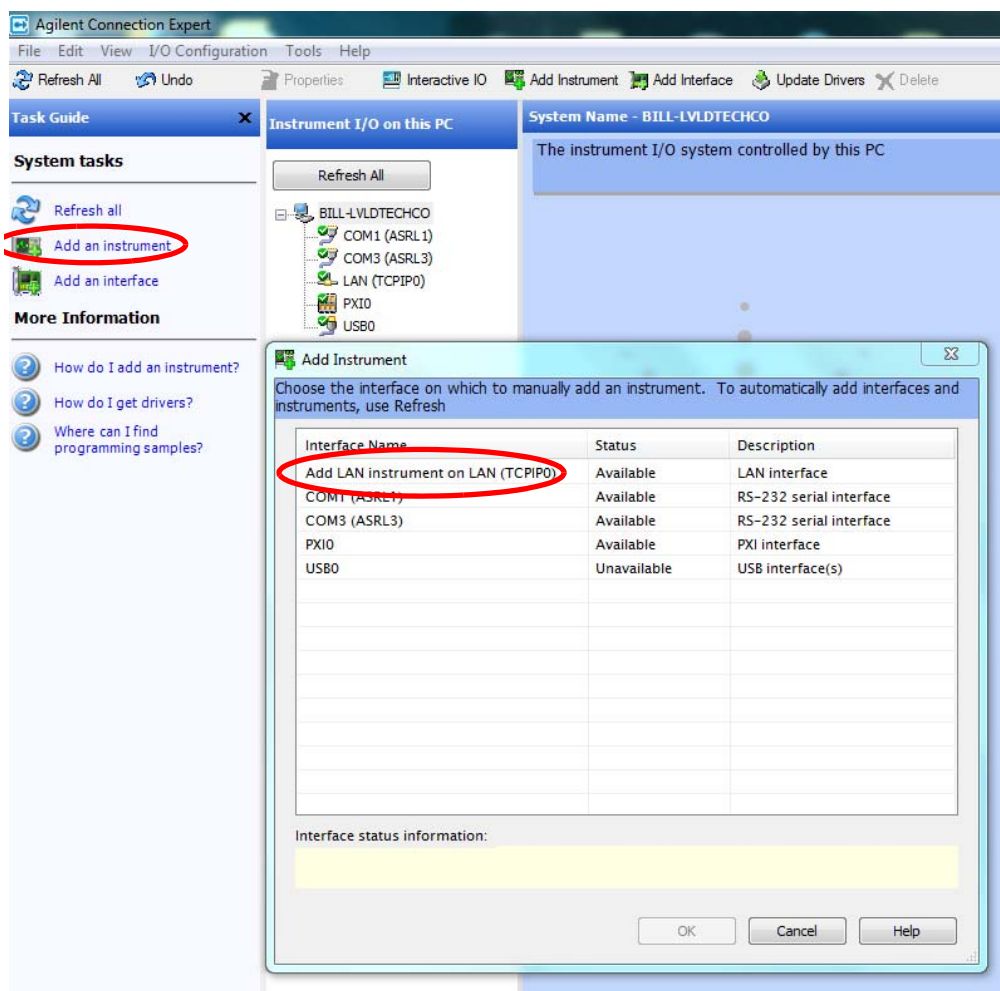 Agilent Connection Expert
File Edit View I/O Configuration Tools Help
Refresh All Undo Properties Interactive IO Add Instrument Add Interface Update Drivers Delete
Task Guide
System tasks
Refresh all
Add an instrument
Add an interface
More Information
How do I add an instrument?
How do I get drivers?
Where can I find
programming samples?
Instrument I/O on this PC
Refresh All
BILL-LVLDTECHCO
COM1 (ASRL1)
COM3 (ASRL3)
LAN (TCPIP0)
PXI0
USB0
System Name - BILL-LVLDTECHCO
The instrument I/O system controlled by this PC
Add Instrument
Choose the interface on which to manually add an instrument. To automatically add interfaces and
instruments, use Refresh
Interface Name Status Description
Add LAN instrument on LAN (TCPIP0) Available LAN interface
COM1 (ASRL1) Available RS-232 serial interface
COM3 (ASRL3) Available RS-232 serial interface
PXI0 Available PXI interface
USB0 Unavailable USB interface(s)
Interface status information:
OK Cancel Help